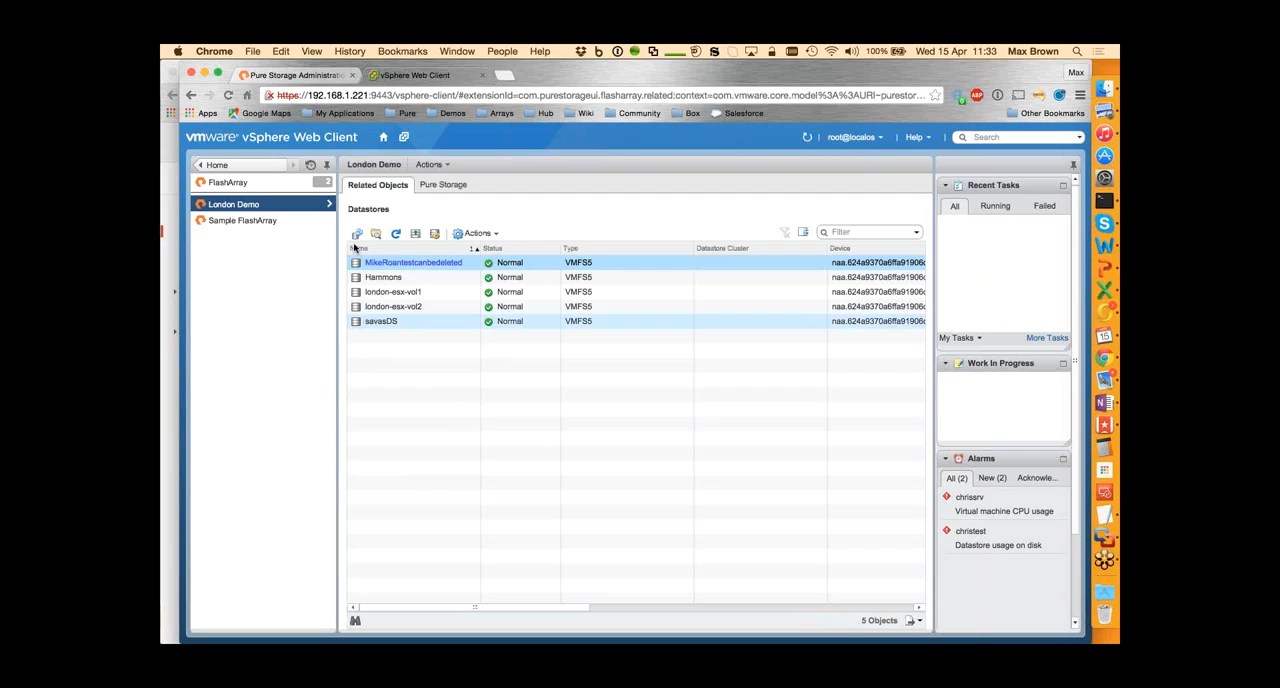 Chrome File Edit View History Bookmarks Window People Help 100% Wed 15 Apr 11:33 Max Brown
Pure Storage Administratio vSphere Web Client Max
https://192.168.1.221:9443/vsphere-client/#extensionId=com.purestorageui.flasharray.related;context=com.vmware.core.model%3A%3AURI~purestor...
Apps Google Maps My Applications Pure Demos Arrays Hub Wiki Community Box Salesforce Other Bookmarks
vmware vSphere Web Client root@localos Help Search
Home
FlashArray 2
London Demo
Sample FlashArray
London Demo Actions
Related Objects Pure Storage
Datastores
Actions Filter
Name 1 Status Type Datastore Cluster Device
MikeRoantestcanbedeleted Normal VMFS5 naa.624a9370a6ffa91906
Hammons Normal VMFS5 naa.624a9370a6ffa91906
london-esx-vol1 Normal VMFS5 naa.624a9370a6ffa91906
london-esx-vol2 Normal VMFS5 naa.624a9370a6ffa91906
savasDS Normal VMFS5 naa.624a9370a6ffa91906
5 Objects
Recent Tasks
All Running Failed
My Tasks More Tasks
Work In Progress
Alarms
All (2) New (2) Acknowle...
chrissrv
Virtual machine CPU usage
christest
Datastore usage on disk